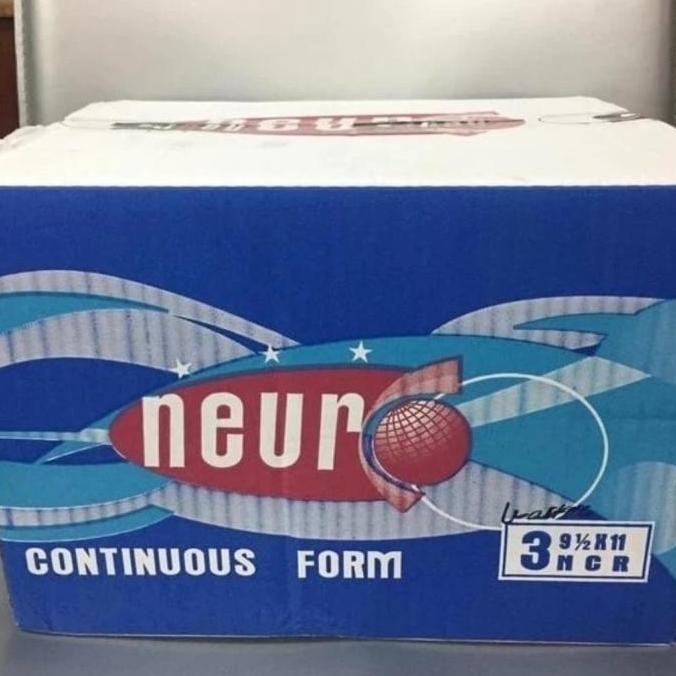 neuro
CONTINUOUS FORM
3 9½ X 11
NCR